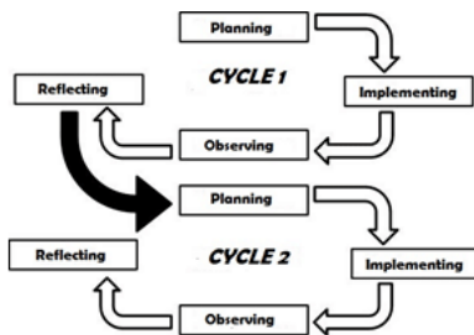 Planning
CYCLE 1
Reflecting
Implementing
Observing
Planning
CYCLE 2
Reflecting
Implementing
Observing